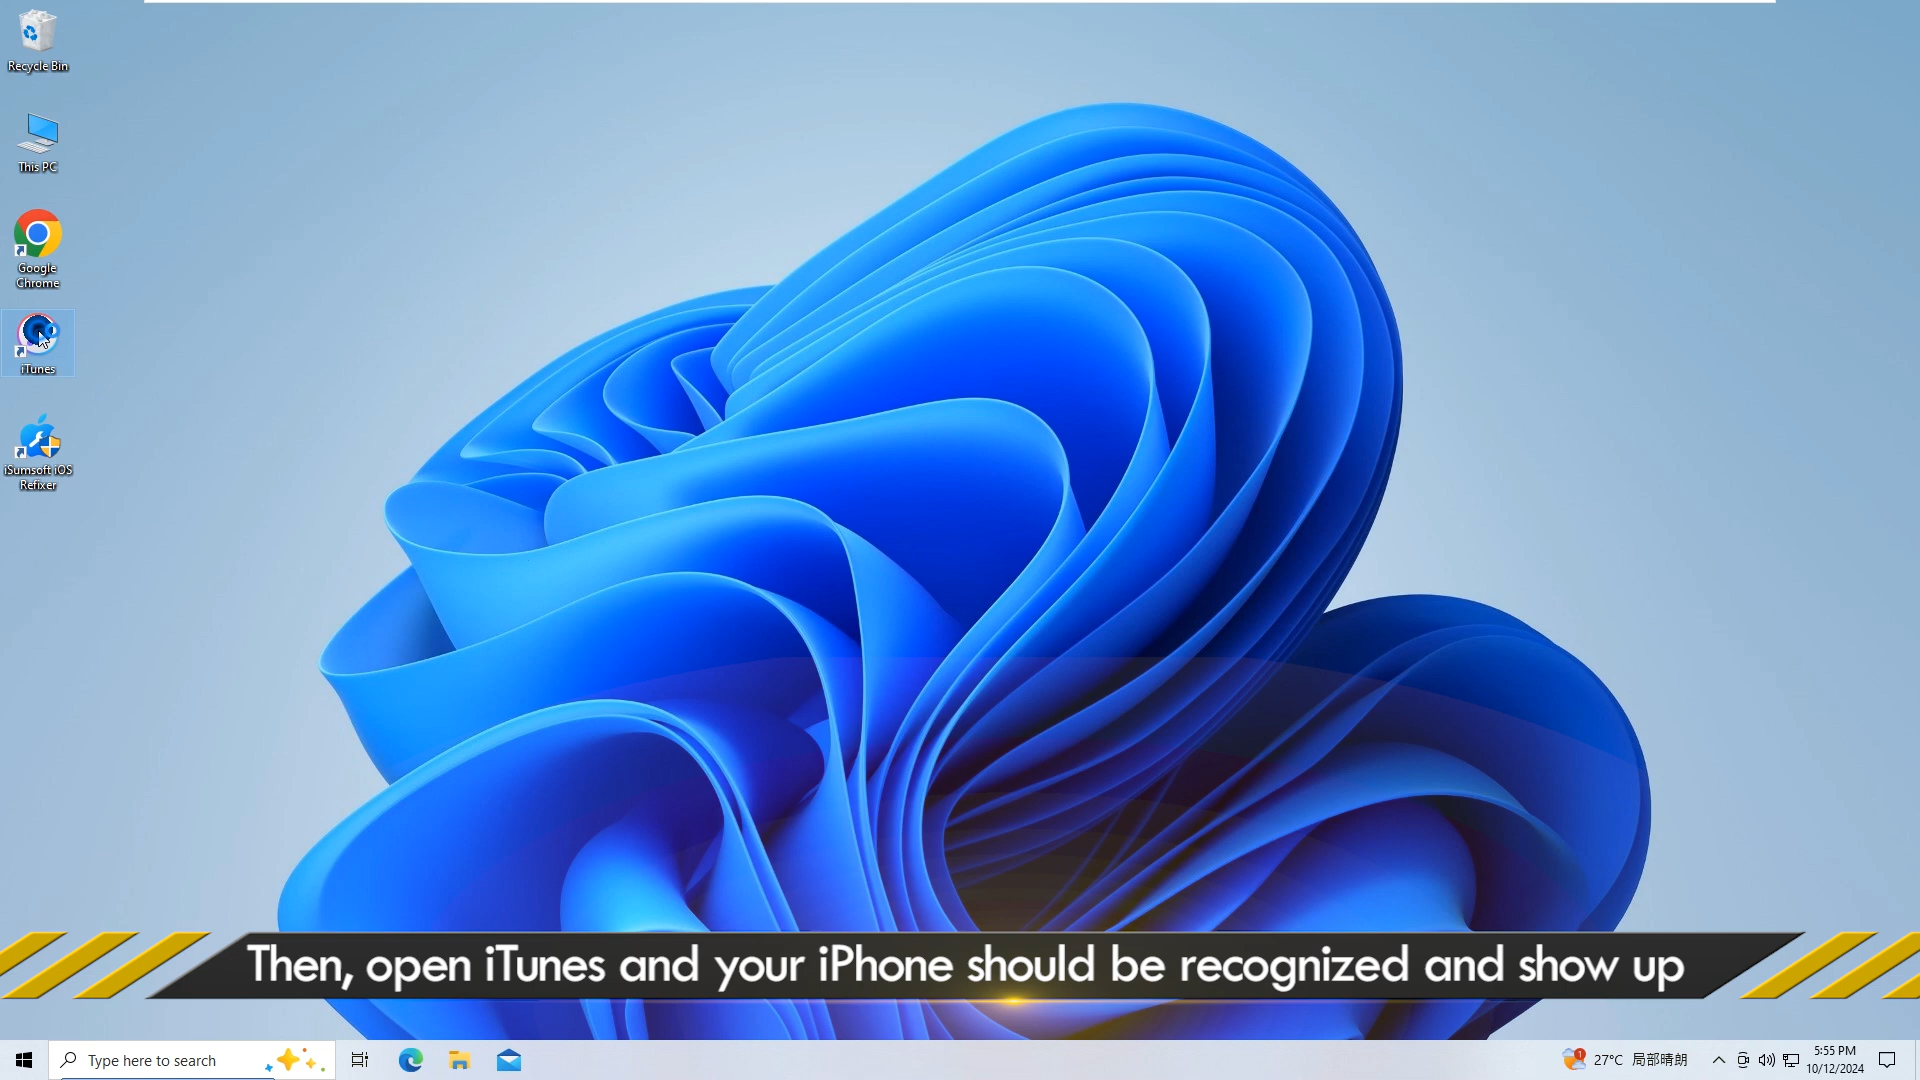 Recycle Bin
This PC
Google
Chrome
iTunes
iSumsoft iOS
Refixer
Then, open iTunes and your iPhone should be recognized and show up
Type here to search
1
27°C 局部晴朗
5:55 PM
10/12/2024